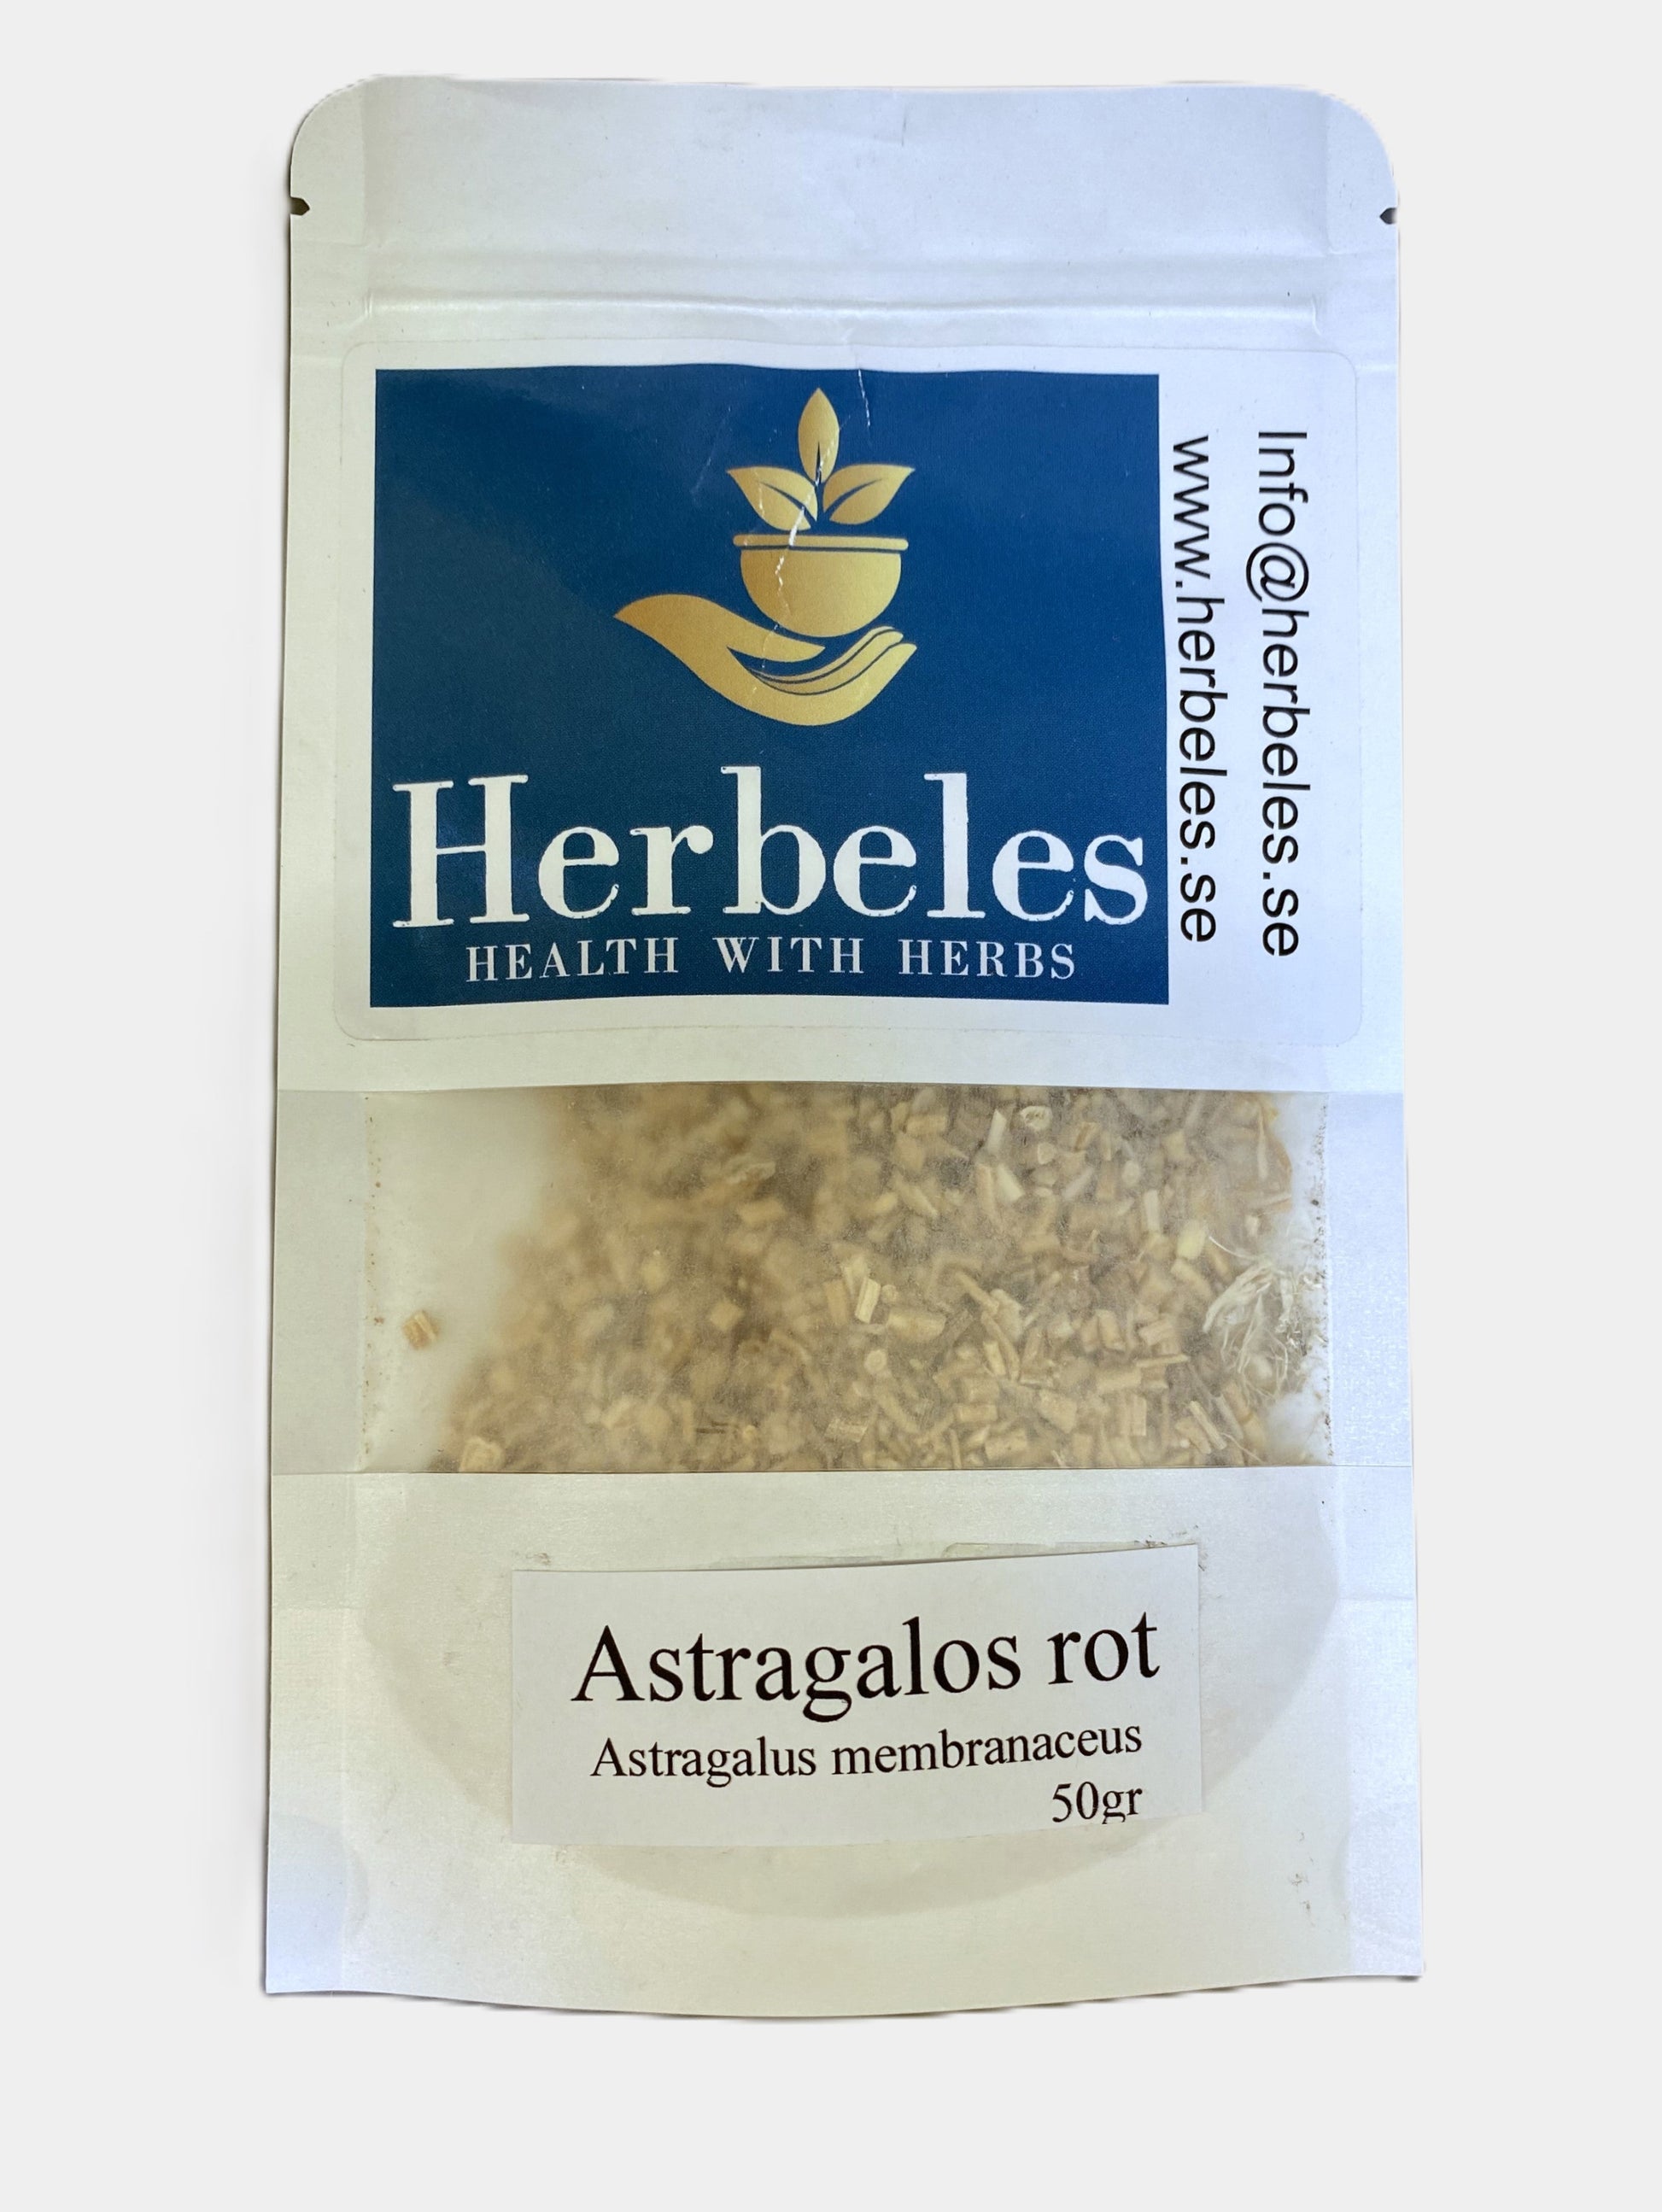 Herbeles
HEALTH WITH HERBS
Info@herbeles.se
www.herbeles.se
Astragalos rot
Astragalus membranaceus
50gr